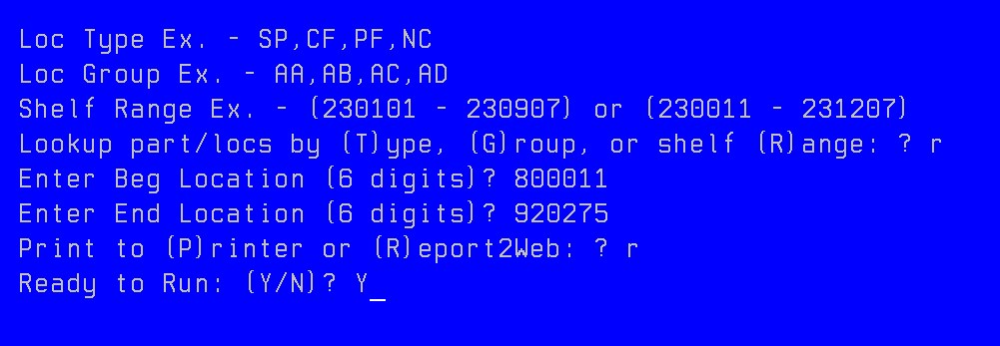 Loc Type Ex. - SP,CF,PF,NC
Loc Group Ex. - AA,AB,AC,AD
Shelf Range Ex. - (230101 - 230907) or (230011 - 231207)
Lookup part/locs by (T)ype, (G)roup, or shelf (R)ange: ? r
Enter Beg Location (6 digits)? 800011
Enter End Location (6 digits)? 920275
Print to (P)rinter or (R)eport2Web: ? r
Ready to Run: (Y/N)? Y_